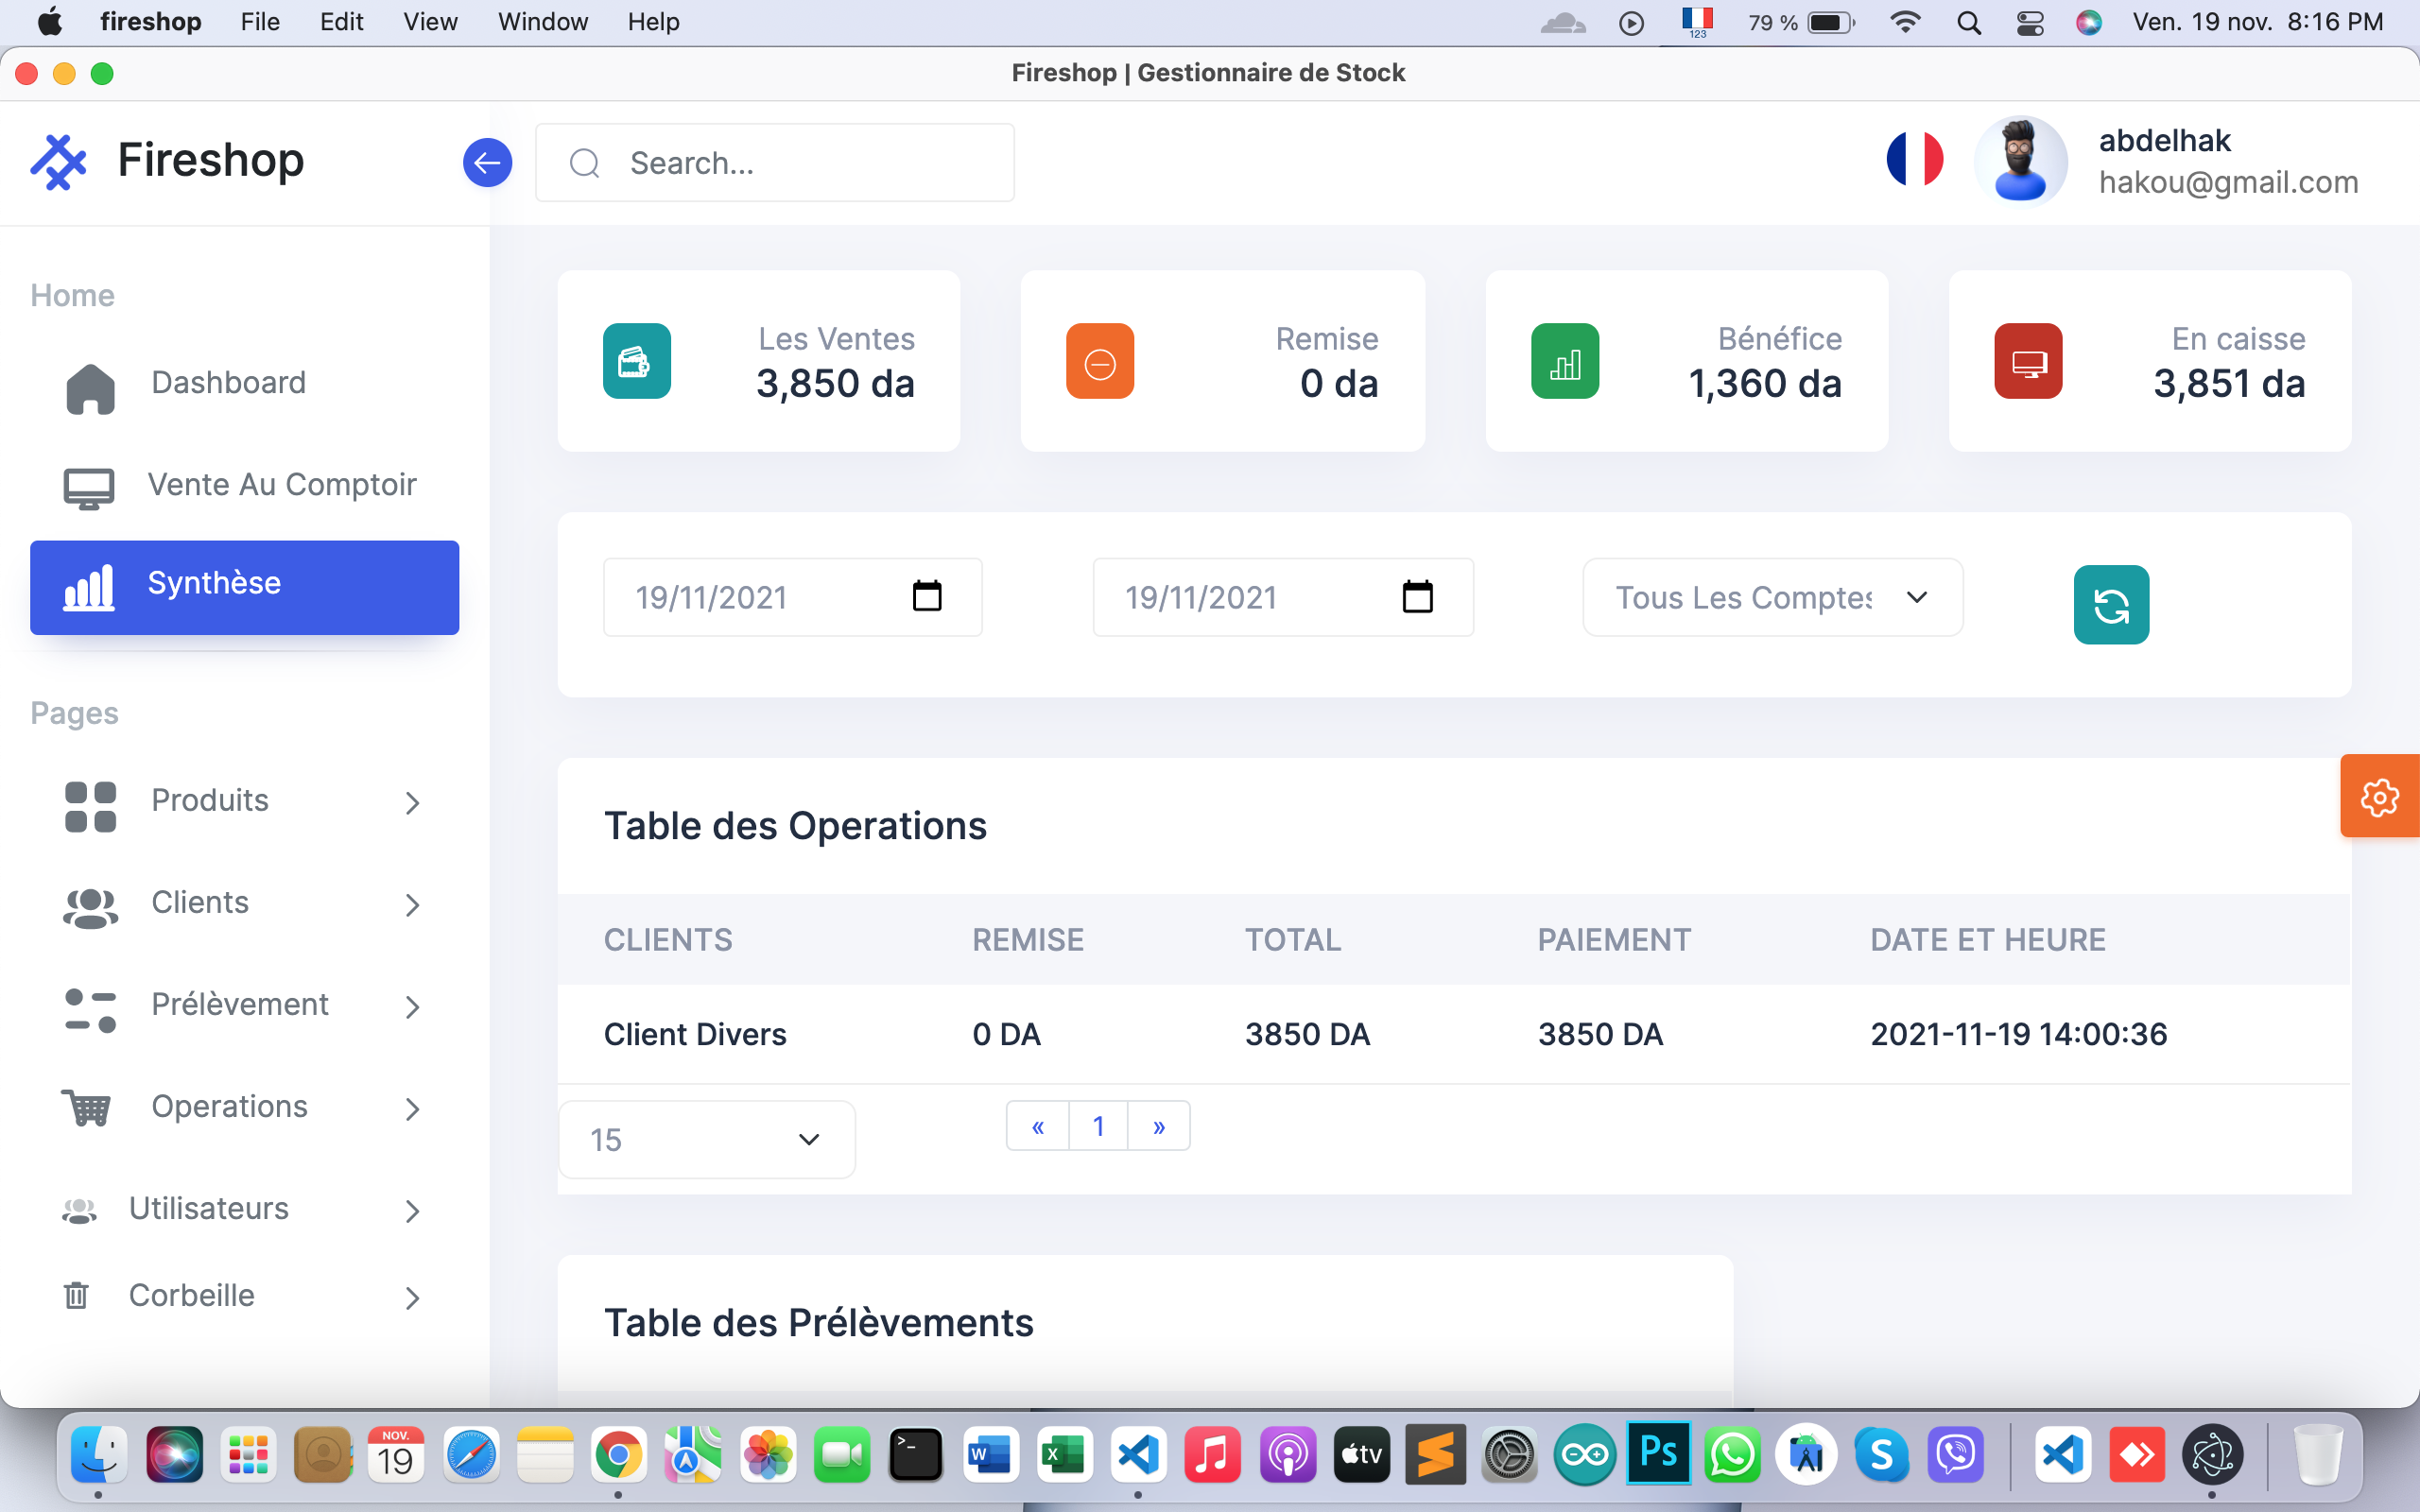 fireshop File Edit View Window Help 123 79 % Ven. 19 nov. 8:16 PM
Fireshop | Gestionnaire de Stock
Fireshop
Search...
abdelhak
hakou@gmail.com
Home
Dashboard
Vente Au Comptoir
Synthèse
Pages
Produits
Clients
Prélèvement
Operations
Utilisateurs
Corbeille
Les Ventes
3,850 da
Remise
0 da
Bénéfice
1,360 da
En caisse
3,851 da
19/11/2021
19/11/2021
Tous Les Comptes
Table des Operations
CLIENTS REMISE TOTAL PAIEMENT DATE ET HEURE
Client Divers 0 DA 3850 DA 3850 DA 2021-11-19 14:00:36
15
« 1 »
Table des Prélèvements
NOV.
19
>_
W
X
tv
Ps
S